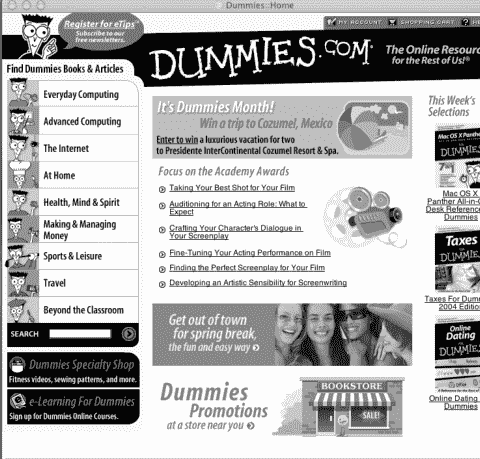 Dummies::Home
Register for eTips™
Subscribe to our
free newsletters.
MY ACCOUNT
SHOPPING CART
DUMMIES.COM®
The Online Resourc
for the Rest of Us!®
Find Dummies Books & Articles
Everyday Computing
Advanced Computing
The Internet
At Home
Health, Mind & Spirit
Making & Managing
Money
Sports & Leisure
Travel
Beyond the Classroom
SEARCH
Dummies Specialty Shop
Fitness videos, sewing patterns, and more.
e-Learning For Dummies
Sign up for Dummies Online Courses.
It's Dummies Month!
Win a trip to Cozumel, Mexico
Enter to win a luxurious vacation for two
to Presidente InterContinental Cozumel Resort & Spa.
Focus on the Academy Awards
Taking Your Best Shot for Your Film
Auditioning for an Acting Role: What to
Expect
Crafting Your Character's Dialogue in
Your Screenplay
Fine-Tuning Your Acting Performance on Film
Finding the Perfect Screenplay for Your Film
Developing an Artistic Sensibility for Screenwriting
Get out of town
for spring break,
the fun and easy way
Dummies
Promotions
at a store near you
BOOKSTORE
SALE!
This Week's
Selections
Mac OS X Panther
DUMMIES
Mac OS X
Panther All-in-O
Desk Reference
Dummies
Taxes
DUMMIES
Taxes For Dumm
2004 Edition
Online
Dating
DUMMIES
Online Dating
Dummies